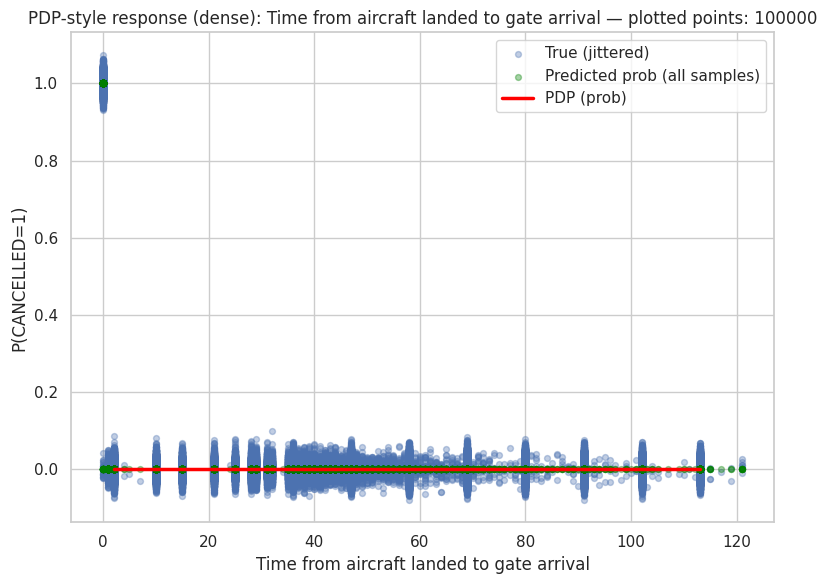 PDP-style response (dense): Time from aircraft landed to gate arrival — plotted points: 100000
True (jittered)
Predicted prob (all samples)
PDP (prob)
P(CANCELLED=1)
1.0
0.8
0.6
0.4
0.2
0.0
0 20 40 60 80 100 120
Time from aircraft landed to gate arrival